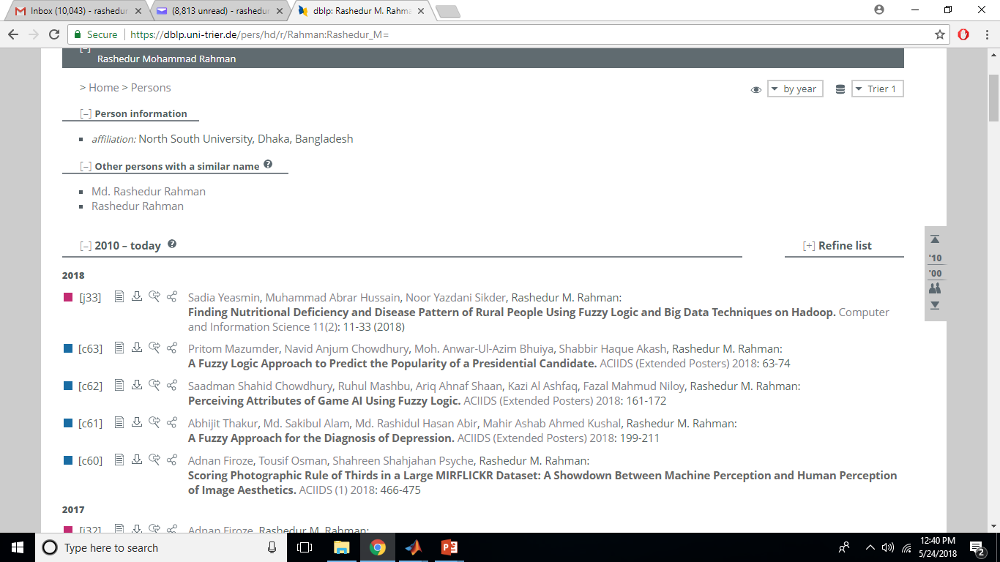 Inbox (10,043) - rashedur
(8,813 unread) - rashedur
dblp: Rashedur M. Rahma
Secure
https://dblp.uni-trier.de/pers/hd/r/Rahman:Rashedur_M=
Rashedur Mohammad Rahman
> Home > Persons
by year
Trier 1
[–] Person information
affiliation: North South University, Dhaka, Bangladesh
[–] Other persons with a similar name ?
Md. Rashedur Rahman
Rashedur Rahman
[–] 2010 – today ?
[+] Refine list
'10
'00
2018
[j33] Sadia Yeasmin, Muhammad Abrar Hussain, Noor Yazdani Sikder, Rashedur M. Rahman:
Finding Nutritional Deficiency and Disease Pattern of Rural People Using Fuzzy Logic and Big Data Techniques on Hadoop. Computer
and Information Science 11(2): 11-33 (2018)
[c63] Pritom Mazumder, Navid Anjum Chowdhury, Moh. Anwar-Ul-Azim Bhuiya, Shabbir Haque Akash, Rashedur M. Rahman:
A Fuzzy Logic Approach to Predict the Popularity of a Presidential Candidate. ACIIDS (Extended Posters) 2018: 63-74
[c62] Saadman Shahid Chowdhury, Ruhul Mashbu, Ariq Ahnaf Shaan, Kazi Al Ashfaq, Fazal Mahmud Niloy, Rashedur M. Rahman:
Perceiving Attributes of Game AI Using Fuzzy Logic. ACIIDS (Extended Posters) 2018: 161-172
[c61] Abhijit Thakur, Md. Sakibul Alam, Md. Rashidul Hasan Abir, Mahir Ashab Ahmed Kushal, Rashedur M. Rahman:
A Fuzzy Approach for the Diagnosis of Depression. ACIIDS (Extended Posters) 2018: 199-211
[c60] Adnan Firoze, Tousif Osman, Shahreen Shahjahan Psyche, Rashedur M. Rahman:
Scoring Photographic Rule of Thirds in a Large MIRFLICKR Dataset: A Showdown Between Machine Perception and Human Perception
of Image Aesthetics. ACIIDS (1) 2018: 466-475
2017
[j32] Adnan Firoze, Rashedur M. Rahman:
Type here to search
12:40 PM
5/24/2018
2